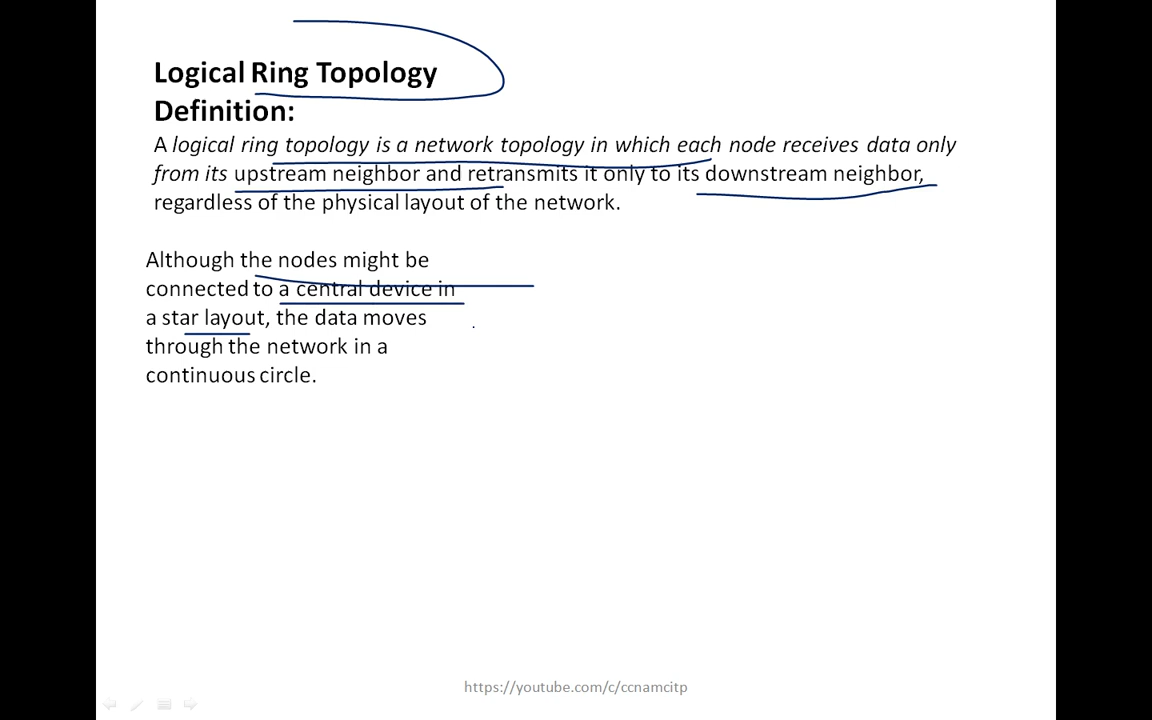 Logical Ring Topology
Definition:
A logical ring topology is a network topology in which each node receives data only
from its upstream neighbor and retransmits it only to its downstream neighbor,
regardless of the physical layout of the network.
Although the nodes might be
connected to a central device in
a star layout, the data moves
through the network in a
continuous circle.
https://youtube.com/c/ccnamcitp